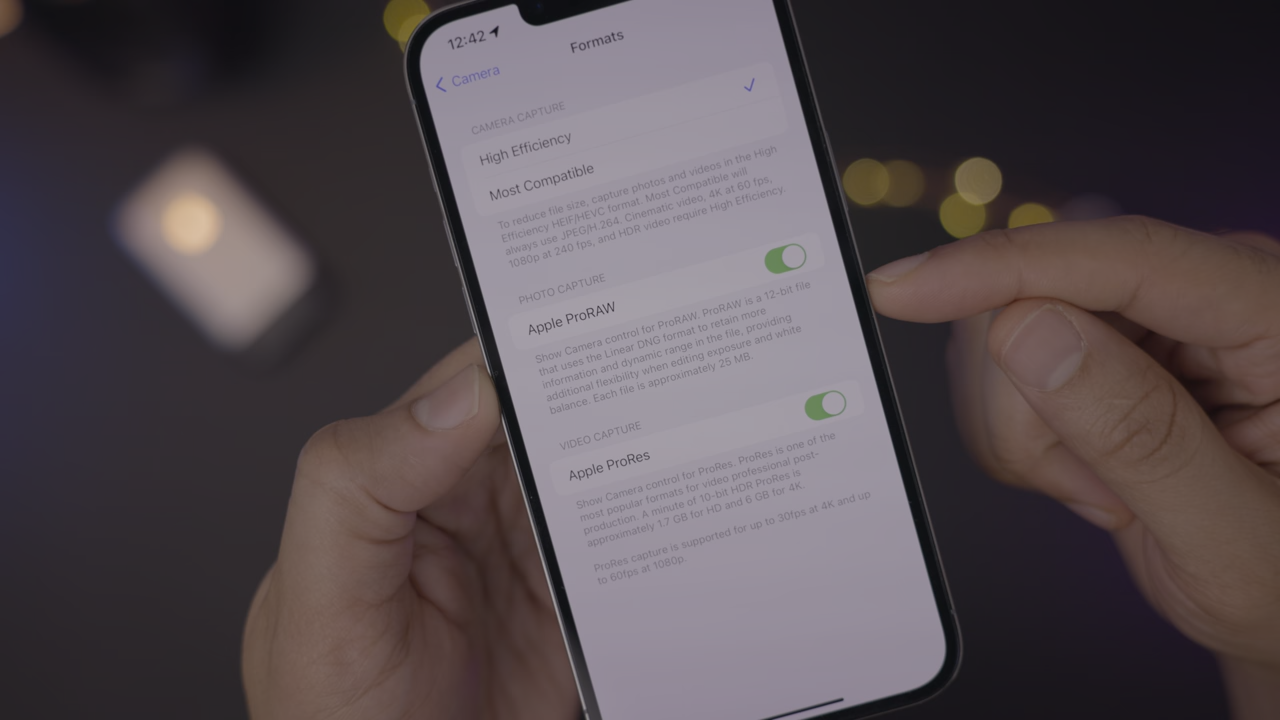 12:42
Formats
Camera
CAMERA CAPTURE
High Efficiency
Most Compatible
To reduce file size, capture photos and videos in the High
Efficiency HEIF/HEVC format. Most Compatible will
always use JPEG/H.264. Cinematic video, 4K at 60 fps,
1080p at 240 fps, and HDR video require High Efficiency.
PHOTO CAPTURE
Apple ProRAW
Show Camera control for ProRAW. ProRAW is a 12-bit file
that uses the Linear DNG format to retain more
information and dynamic range in the file, providing
additional flexibility when editing exposure and white
balance. Each file is approximately 25 MB.
VIDEO CAPTURE
Apple ProRes
Show Camera control for ProRes. ProRes is one of the
most popular formats for video professional post-
production. A minute of 10-bit HDR ProRes is
approximately 1.7 GB for HD and 6 GB for 4K.
ProRes capture is supported for up to 30fps at 4K and up
to 60fps at 1080p.